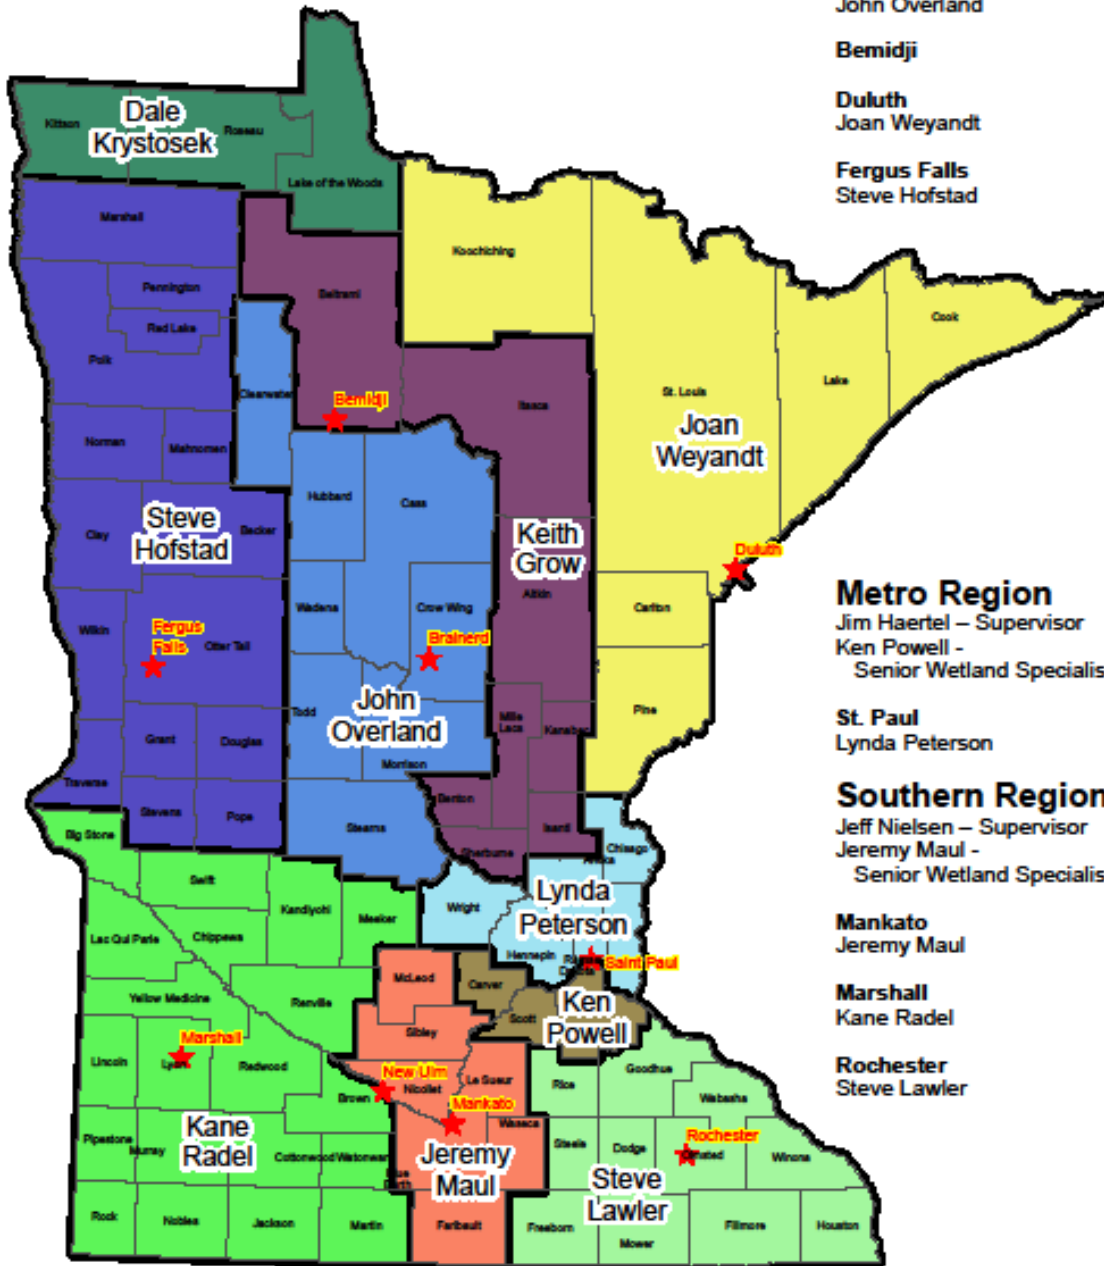 John Overland
Bemidji
Duluth
Joan Weyandt
Fergus Falls
Steve Hofstad
Dale
Krystosek
Kittson
Roseau
Lake of the Woods
Marshall
Koochiching
Pennington
Beltrami
Red Lake
Cook
Polk
Clearwater
Lake
St. Louis
Bemidji
Itasca
Joan
Weyandt
Norman
Mahnomen
Hubbard
Cass
Steve
Hofstad
Clay
Becker
Keith
Grow
Duluth
Aitkin
Wadena
Crow Wing
Carlton
Wilkin
Fergus
Falls
Otter Tail
Brainerd
John
Overland
Todd
Mille
Lacs
Kanabec
Pine
Grant
Douglas
Morrison
Traverse
Stevens
Pope
Benton
Stearns
Isanti
Sherburne
Chisago
Big Stone
Swift
Kandiyohi
Meeker
Wright
Lynda
Peterson
Lac Qui Parle
Chippewa
Hennepin
Saint Paul
McLeod
Carver
Yellow Medicine
Renville
Scott
Ken
Powell
Sibley
Marshall
Lincoln
Lyon
Redwood
New Ulm
Nicollet
Le Sueur
Rice
Goodhue
Wabasha
Brown
Mankato
Waseca
Kane
Radel
Pipestone
Murray
Cottonwood
Watonwan
Jeremy
Maul
Steele
Dodge
Rochester
Olmsted
Winona
Steve
Lawler
Rock
Nobles
Jackson
Martin
Faribault
Freeborn
Mower
Fillmore
Houston
Metro Region
Jim Haertel – Supervisor
Ken Powell -
Senior Wetland Specialis
St. Paul
Lynda Peterson
Southern Region
Jeff Nielsen – Supervisor
Jeremy Maul -
Senior Wetland Specialis
Mankato
Jeremy Maul
Marshall
Kane Radel
Rochester
Steve Lawler